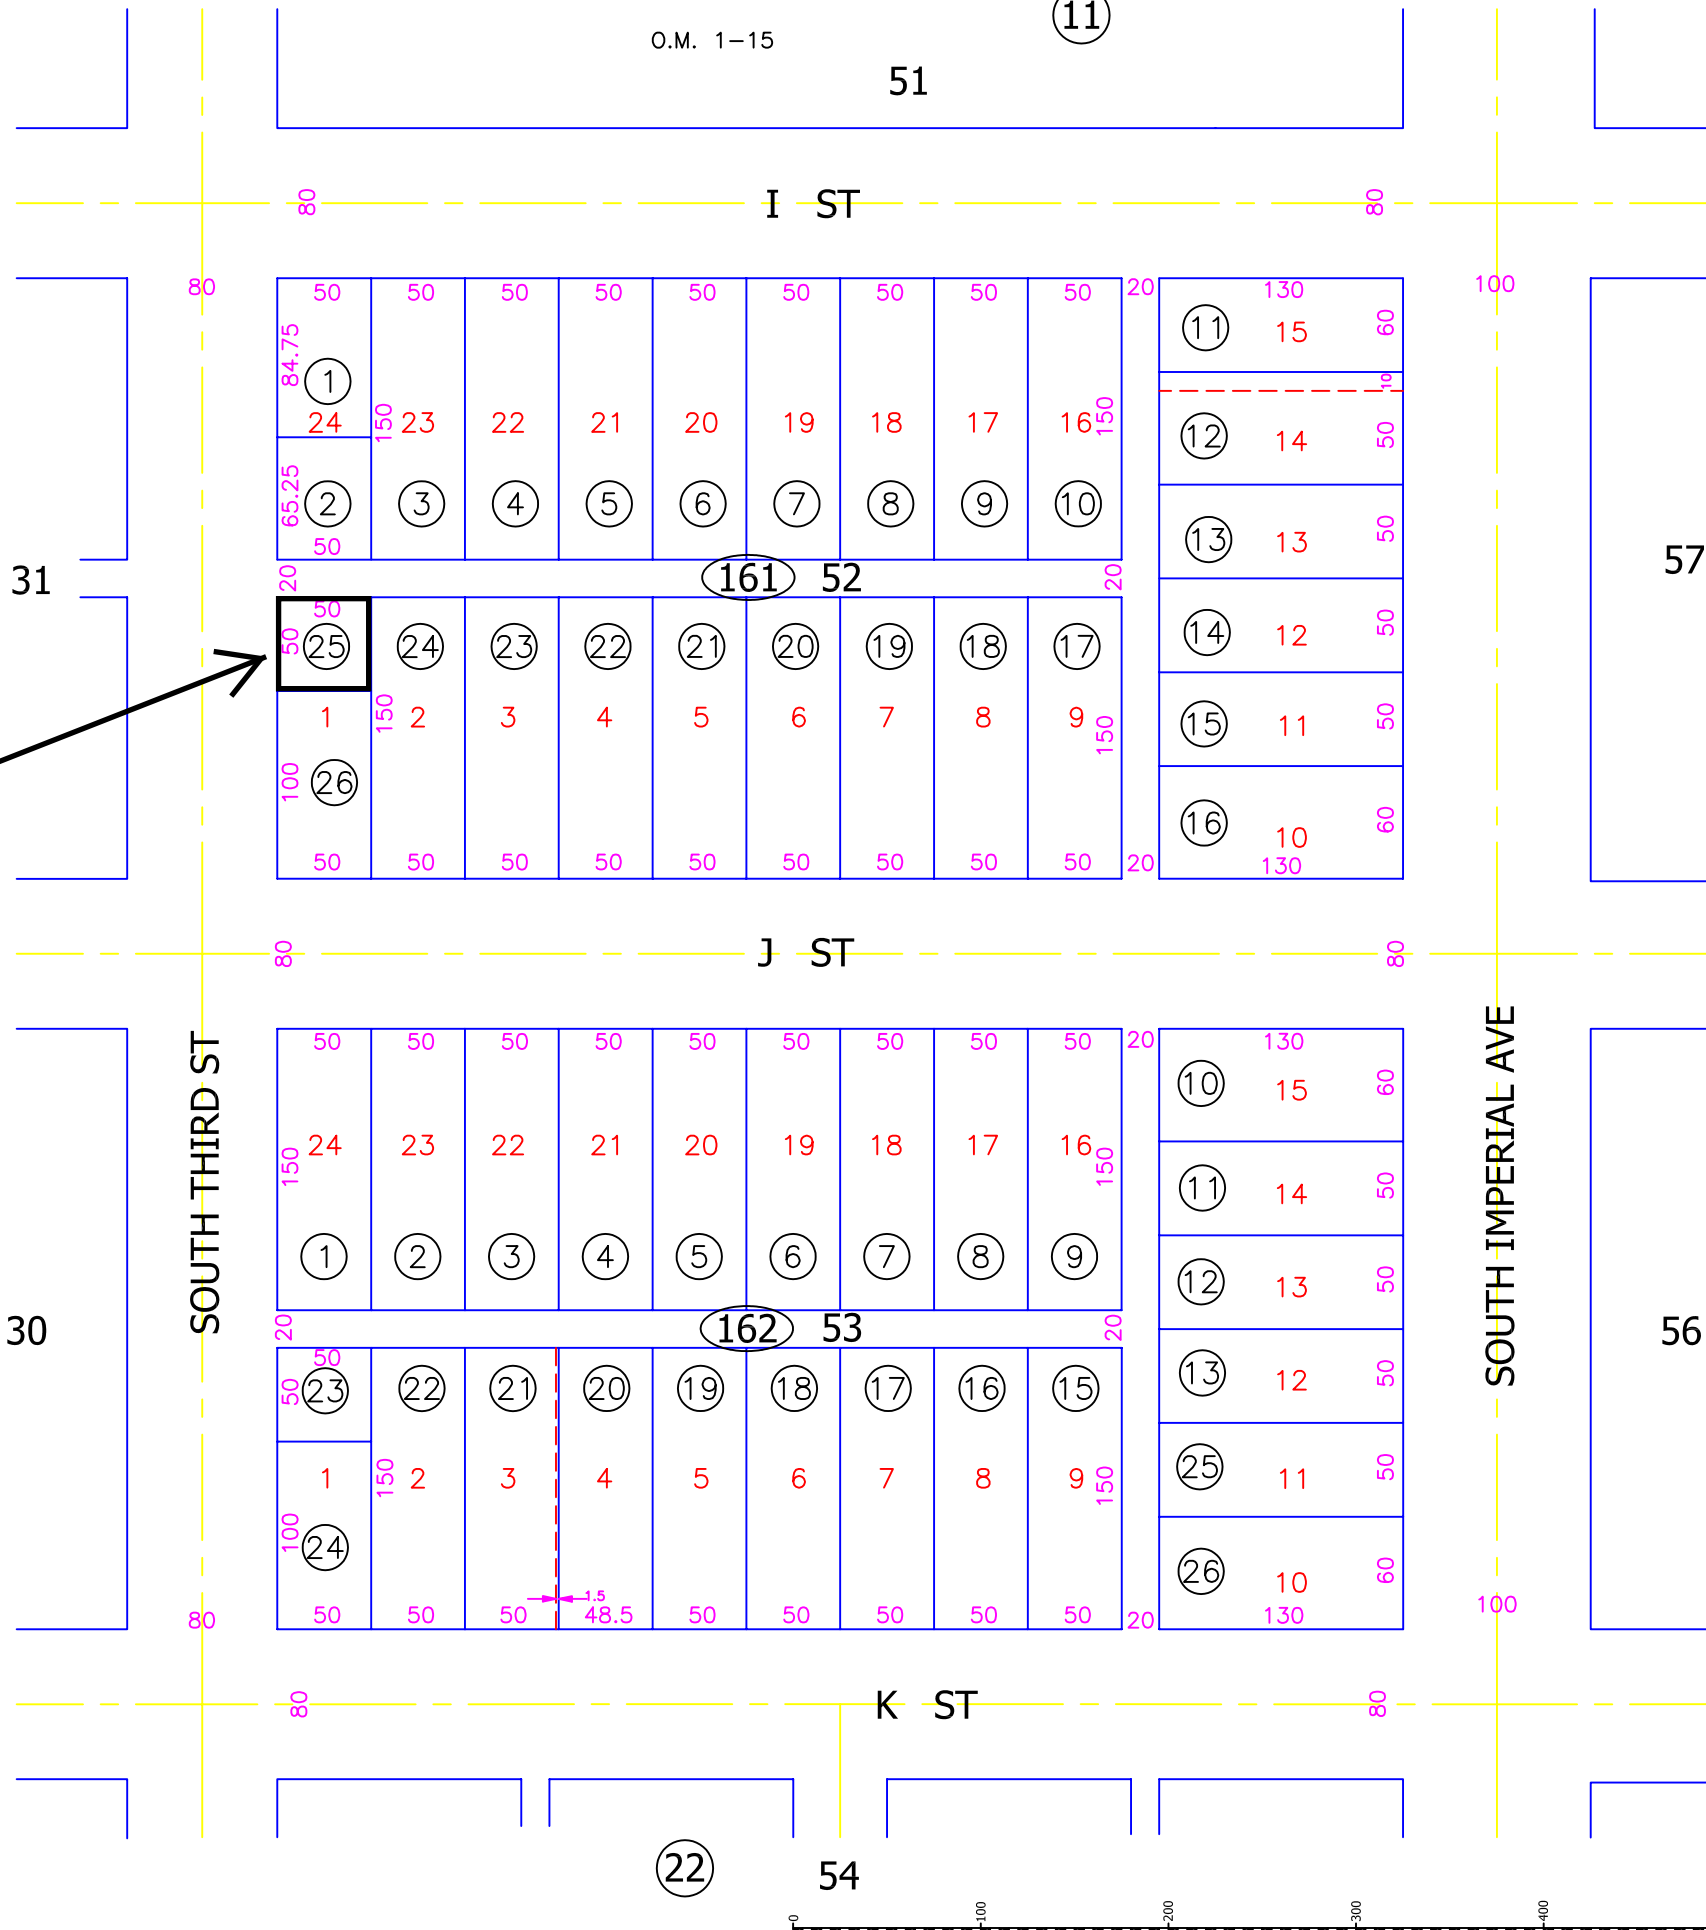 11
O.M. 1-15
51
80 I ST 80
80 50 50 50 50 50 50 50 50 50 20 130 100
84.75 1 11 15 60
10
24 150 23 22 21 20 19 18 17 16 150 12 14 50
65.25 2 3 4 5 6 7 8 9 10
50 13 13 50
31 20 161 52 20 57
50
50 25 24 23 22 21 20 19 18 17 14 12 50
1 150 2 3 4 5 6 7 8 9 150 15 11 50
100 26
16 10 60
50 50 50 50 50 50 50 50 50 20 130
80 J ST 80
50 50 50 50 50 50 50 50 50 20 130
SOUTH THIRD ST
SOUTH IMPERIAL AVE
10 15 60
150 24 23 22 21 20 19 18 17 16 150 11 14 50
1 2 3 4 5 6 7 8 9 12 13 50
30 20 162 53 20 56
50
50 23 22 21 20 19 18 17 16 15 13 12 50
1 150 2 3 4 5 6 7 8 9 150 25 11 50
100 24
26 10 60
1.5
80 50 50 50 48.5 50 50 50 50 50 20 130 100
80 K ST 80
22 54
0 100 200 300 400